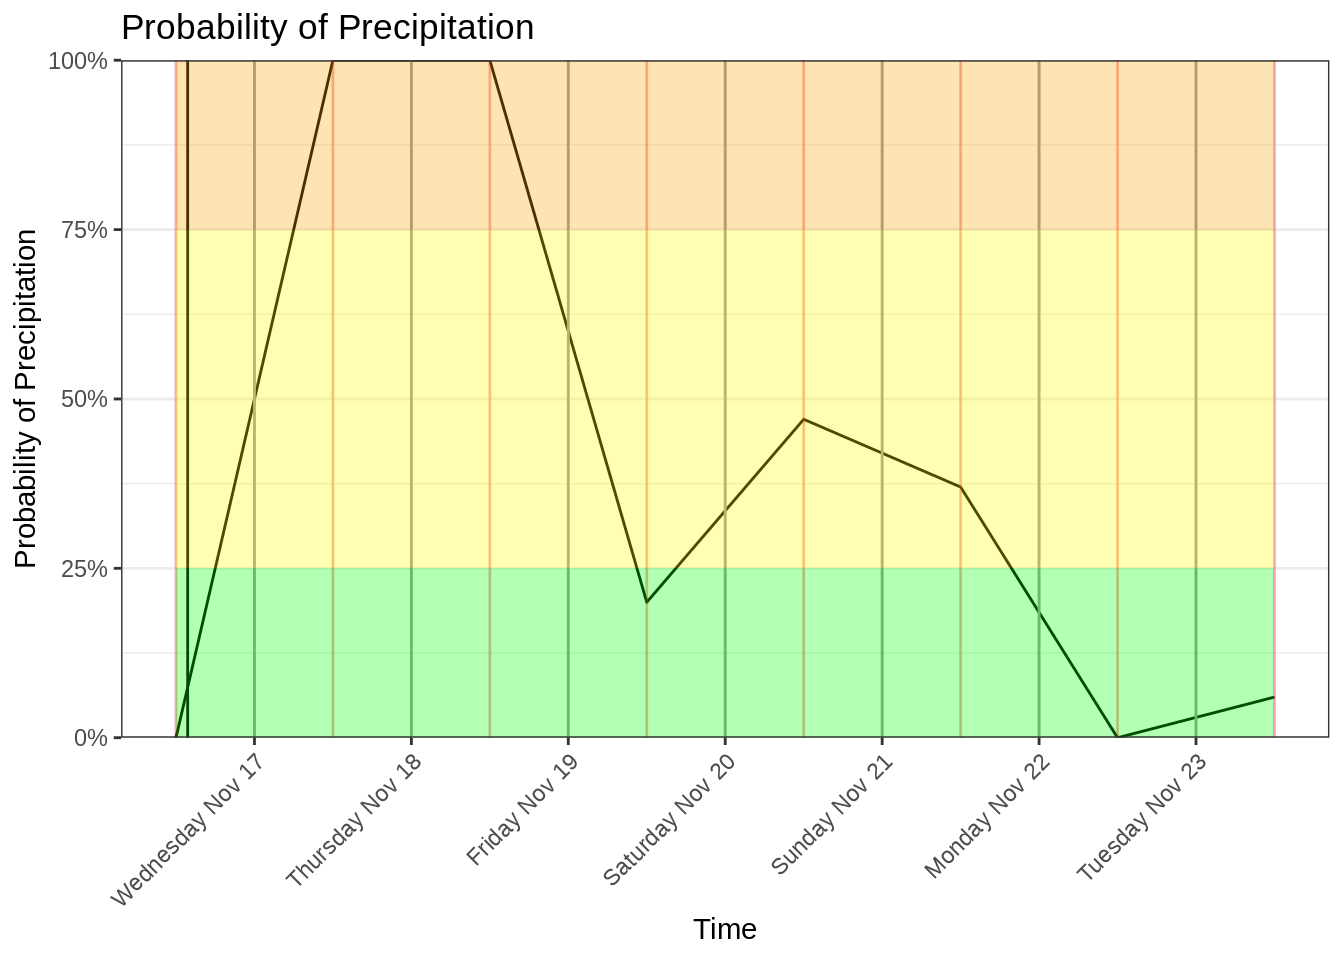 Probability of Precipitation
Probability of Precipitation
100%
75%
50%
25%
0%
Wednesday Nov 17
Thursday Nov 18
Friday Nov 19
Saturday Nov 20
Sunday Nov 21
Monday Nov 22
Tuesday Nov 23
Time